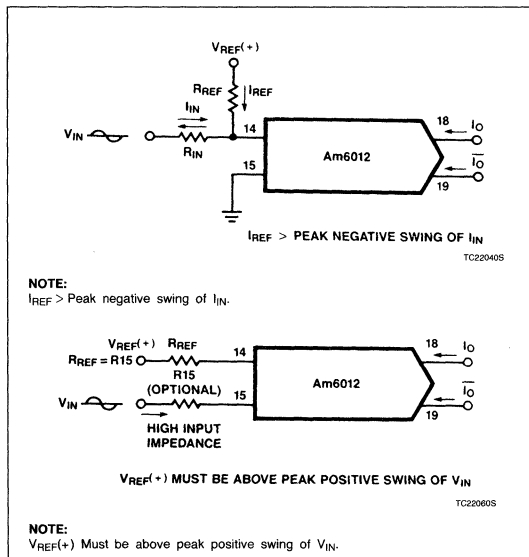 VREF(+)
RREF
IREF
IIN
VIN
RIN
14
15
Am6012
18
IO
IO
19
IREF > PEAK NEGATIVE SWING OF IIN
TC22040S
NOTE:
IREF > Peak negative swing of IIN.
VREF(+) RREF
RREF = R15
14
R15
(OPTIONAL)
VIN
15
HIGH INPUT
IMPEDANCE
Am6012
18
IO
IO
19
VREF(+) MUST BE ABOVE PEAK POSITIVE SWING OF VIN
TC22060S
NOTE:
VREF(+) Must be above peak positive swing of VIN.